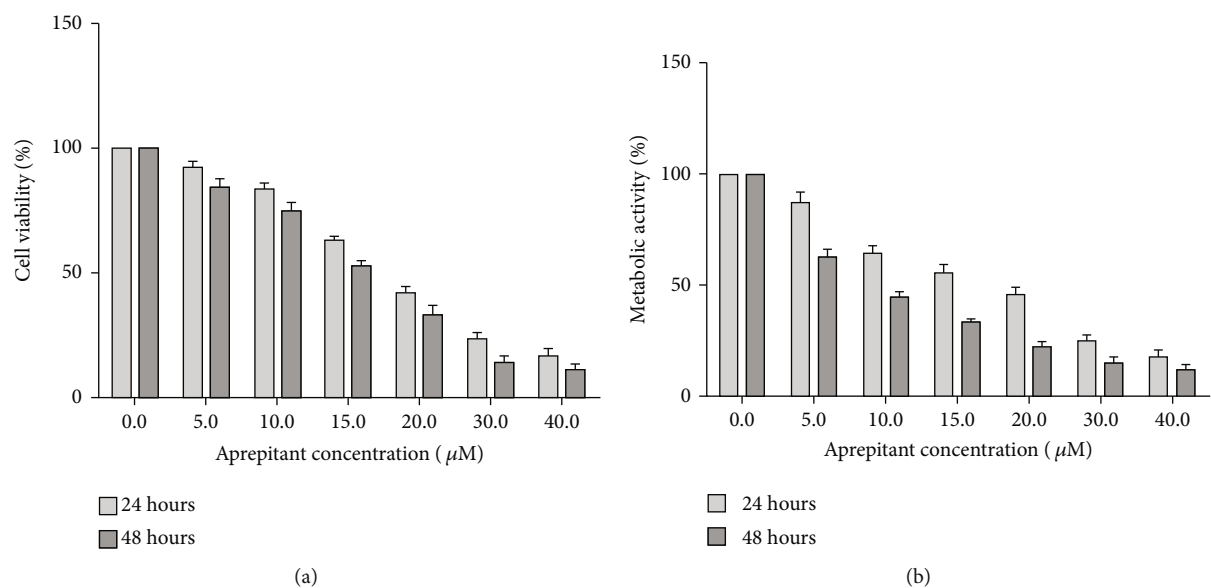 150
100
50
0
Cell viability (%)
0.0 5.0 10.0 15.0 20.0 30.0 40.0
Aprepitant concentration ( μM)
24 hours
48 hours
(a)
150
100
50
0
Metabolic activity (%)
0.0 5.0 10.0 15.0 20.0 30.0 40.0
Aprepitant concentration ( μM)
24 hours
48 hours
(b)